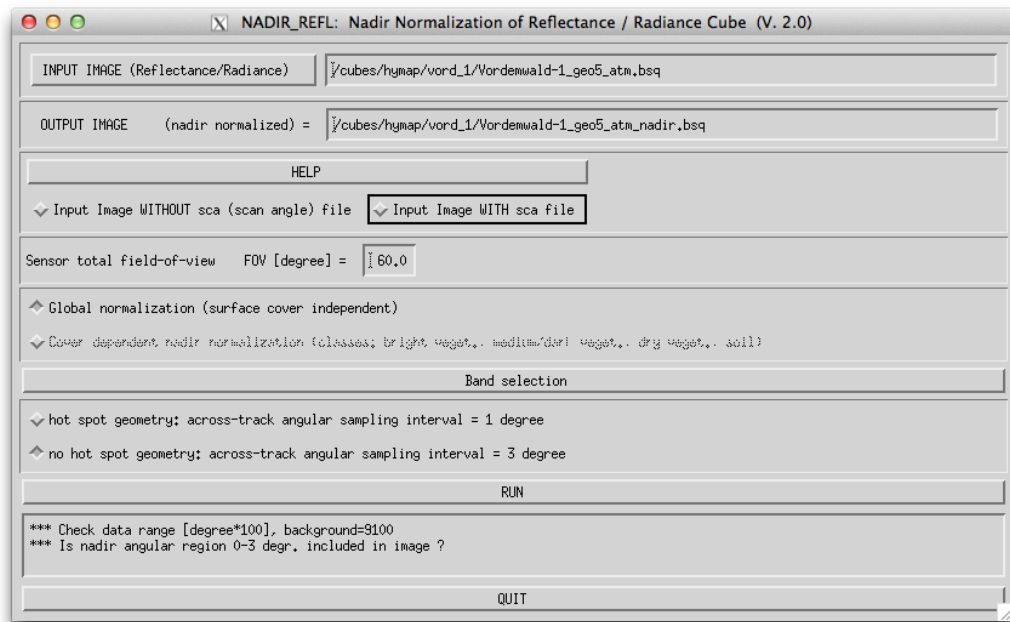 NADIR_REFL: Nadir Normalization of Reflectance / Radiance Cube (V. 2.0)
INPUT IMAGE (Reflectance/Radiance) /cubes/hymap/vord_1/Vordemwald-1_geo5_atm.bsq
OUTPUT IMAGE (nadir normalized) = /cubes/hymap/vord_1/Vordemwald-1_geo5_atm_nadir.bsq
HELP
Input Image WITHOUT sca (scan angle) file Input Image WITH sca file
Sensor total field-of-view FOV [degree] = 60.0
Global normalization (surface cover independent)
Cover dependent nadir normalization (classes: bright veget., medium/dark veget., dry veget., soil)
Band selection
hot spot geometry: across-track angular sampling interval = 1 degree
no hot spot geometry: across-track angular sampling interval = 3 degree
RUN
*** Check data range [degree*100], background=9100
*** Is nadir angular region 0-3 degr. included in image ?
QUIT